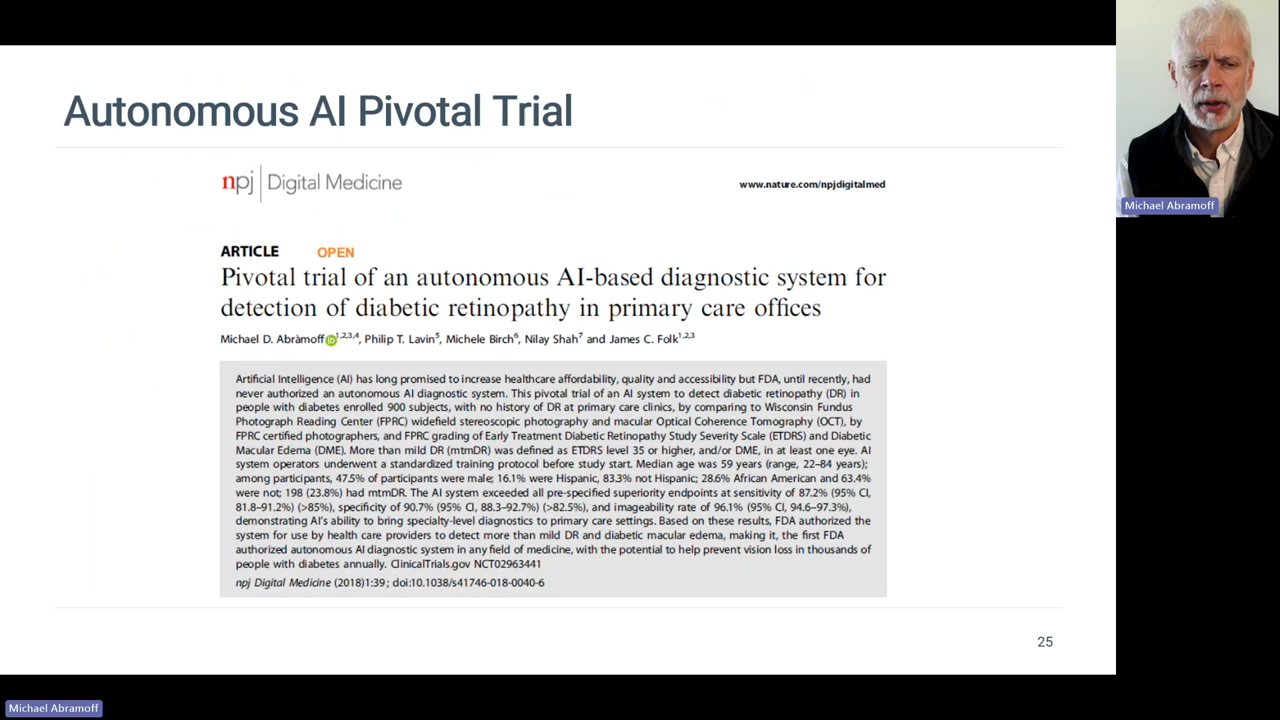 Autonomous AI Pivotal Trial
npj Digital Medicine
www.nature.com/npjdigitalmed
ARTICLE OPEN
Pivotal trial of an autonomous AI-based diagnostic system for
detection of diabetic retinopathy in primary care offices
Michael D. Abràmoff 1,2,3,4, Philip T. Lavin5, Michele Birch6, Nilay Shah7 and James C. Folk1,2,3
Artificial Intelligence (AI) has long promised to increase healthcare affordability, quality and accessibility but FDA, until recently, had
never authorized an autonomous AI diagnostic system. This pivotal trial of an AI system to detect diabetic retinopathy (DR) in
people with diabetes enrolled 900 subjects, with no history of DR at primary care clinics, by comparing to Wisconsin Fundus
Photograph Reading Center (FPRC) widefield stereoscopic photography and macular Optical Coherence Tomography (OCT), by
FPRC certified photographers, and FPRC grading of Early Treatment Diabetic Retinopathy Study Severity Scale (ETDRS) and Diabetic
Macular Edema (DME). More than mild DR (mtmDR) was defined as ETDRS level 35 or higher, and/or DME, in at least one eye. AI
system operators underwent a standardized training protocol before study start. Median age was 59 years (range, 22–84 years);
among participants, 47.5% of participants were male; 16.1% were Hispanic, 83.3% not Hispanic; 28.6% African American and 63.4%
were not; 198 (23.8%) had mtmDR. The AI system exceeded all pre-specified superiority endpoints at sensitivity of 87.2% (95% CI,
81.8–91.2%) (>85%), specificity of 90.7% (95% CI, 88.3–92.7%) (>82.5%), and imageability rate of 96.1% (95% CI, 94.6–97.3%),
demonstrating AI's ability to bring specialty-level diagnostics to primary care settings. Based on these results, FDA authorized the
system for use by health care providers to detect more than mild DR and diabetic macular edema, making it, the first FDA
authorized autonomous AI diagnostic system in any field of medicine, with the potential to help prevent vision loss in thousands of
people with diabetes annually. ClinicalTrials.gov NCT02963441
npj Digital Medicine (2018)1:39 ; doi:10.1038/s41746-018-0040-6
25
Michael Abramoff
Michael Abramoff